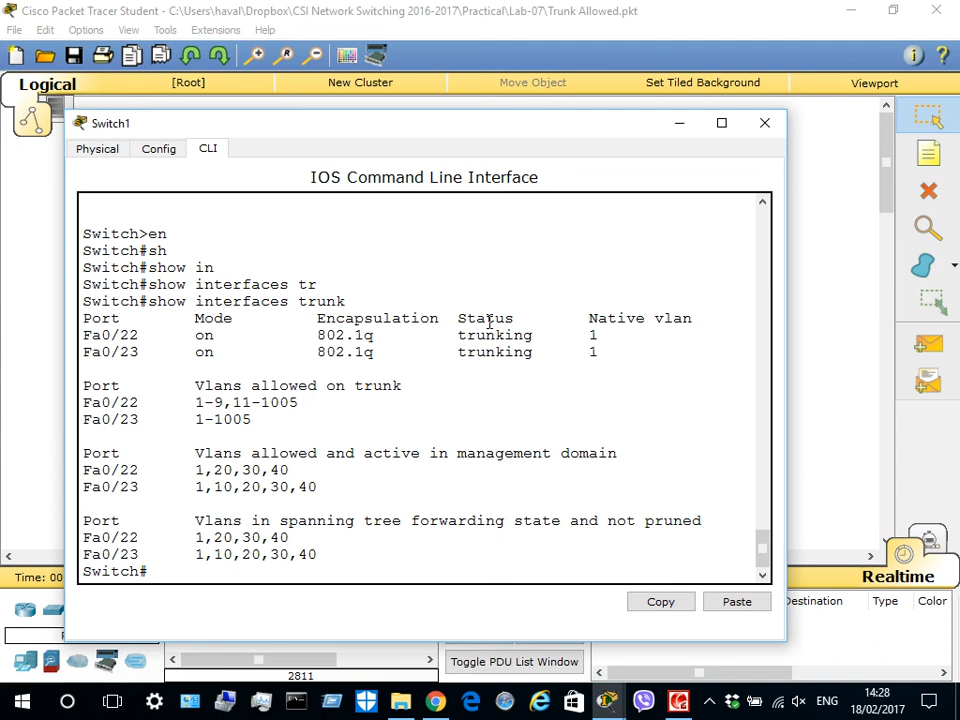 Cisco Packet Tracer Student - C:\Users\haval\Dropbox\CSI Network Switching 2016-2017\Practical\Lab-07\Trunk Allowed.pkt
File Edit Options View Tools Extensions Help
Logical [Root] New Cluster Move Object Set Tiled Background Viewport
Switch1
Physical Config CLI
IOS Command Line Interface
Switch>en
Switch#sh
Switch#show in
Switch#show interfaces tr
Switch#show interfaces trunk
Port Mode Encapsulation Status Native vlan
Fa0/22 on 802.1q trunking 1
Fa0/23 on 802.1q trunking 1
Port Vlans allowed on trunk
Fa0/22 1-9,11-1005
Fa0/23 1-1005
Port Vlans allowed and active in management domain
Fa0/22 1,20,30,40
Fa0/23 1,10,20,30,40
Port Vlans in spanning tree forwarding state and not pruned
Fa0/22 1,20,30,40
Fa0/23 1,10,20,30,40
Switch#
Copy Paste
Time: 00 Realtime
Destination Type Color
Toggle PDU List Window
2811
ENG
14:28
18/02/2017